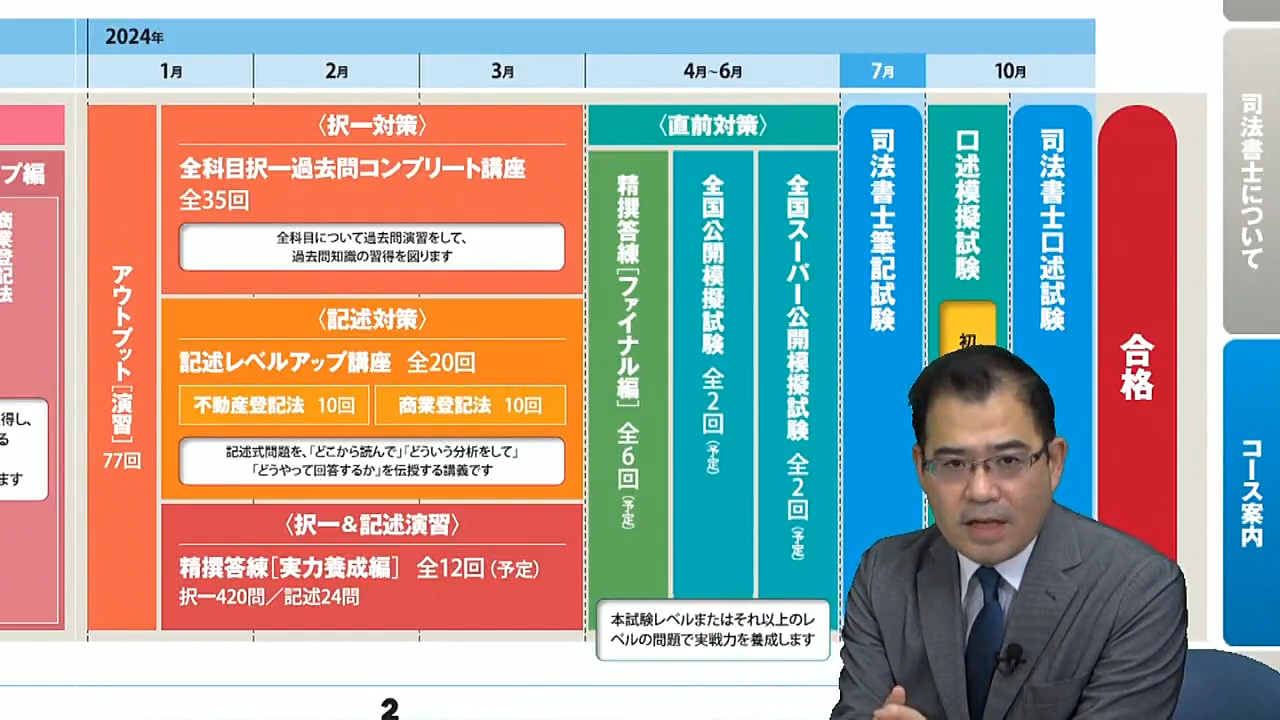 2024年
1月
2月
3月
4月~6月
7月
10月
プ編
商業登記法
得し、
る
ます
アウトプット[演習]
77回
〈択一対策〉
全科目択一過去問コンプリート講座
全35回
全科目について過去問演習をして、
過去問知識の習得を図ります
〈記述対策〉
記述レベルアップ講座 全20回
不動産登記法 10回
商業登記法 10回
記述式問題を、「どこから読んで」「どういう分析をして」
「どうやって回答するか」を伝授する講義です
〈択一&記述演習〉
精撰答練[実力養成編] 全12回(予定)
択一420問/記述24問
〈直前対策〉
精撰答練[ファイナル編] 全6回(予定)
全国公開模擬試験 全2回(予定)
全国スーパー公開模擬試験 全2回(予定)
本試験レベルまたはそれ以上のレ
ベルの問題で実戦力を養成します
司法書士筆記試験
口述模擬試験
初
司法書士口述試験
合格
司法書士について
コース案内
2